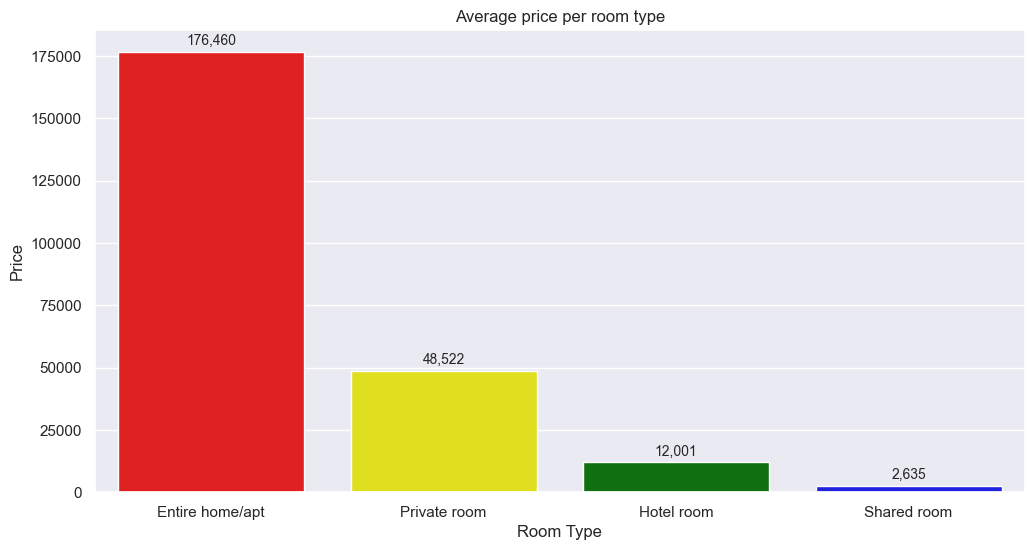 Average price per room type
176,460
48,522
12,001
2,635
175000
150000
125000
100000
75000
50000
25000
0
Price
Entire home/apt
Private room
Hotel room
Shared room
Room Type